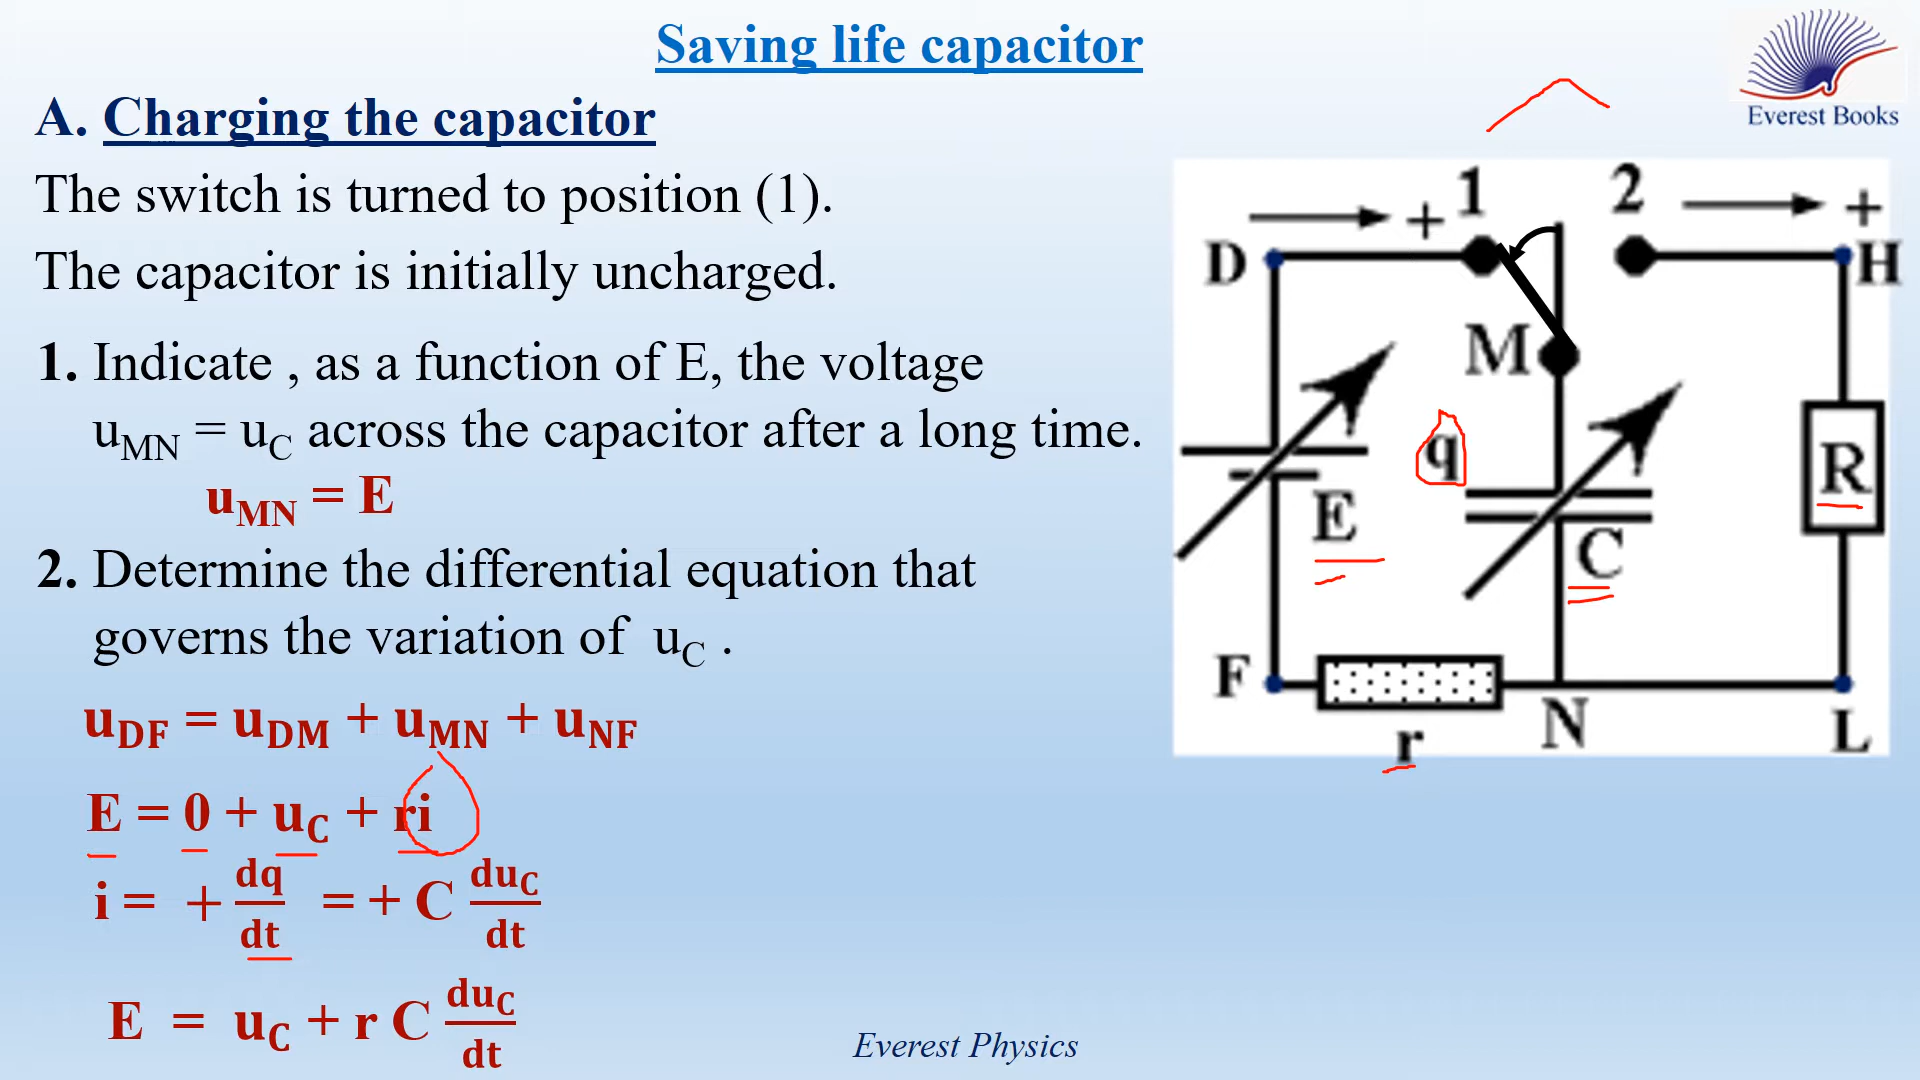 Saving life capacitor
Everest Books
A. Charging the capacitor
The switch is turned to position (1).
The capacitor is initially uncharged.
1. Indicate , as a function of E, the voltage
uMN = uC across the capacitor after a long time.
uMN = E
2. Determine the differential equation that
governs the variation of uC .
uDF = uDM + uMN + uNF
E = 0 + uC + ri
i = + dq/dt = + C duC/dt
E = uC + r C duC/dt
+ 1 2 +
D H
M
q
E C R
F N L
r
Everest Physics